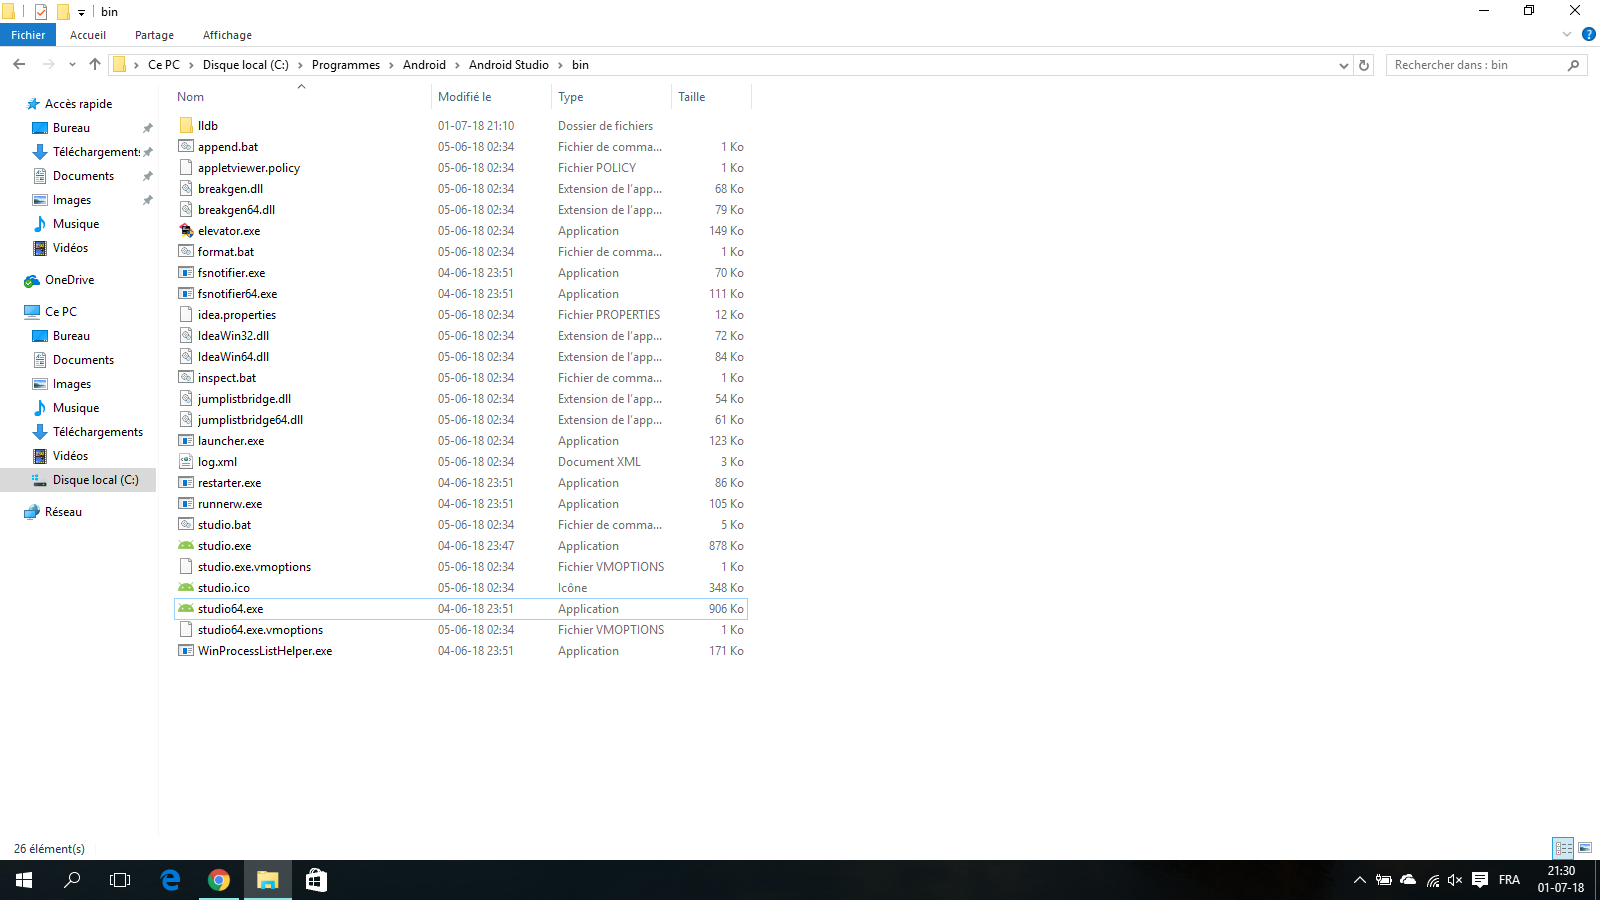 bin
Fichier Accueil Partage Affichage
Ce PC Disque local (C:) Programmes Android Android Studio bin Rechercher dans : bin
Nom Modifié le Type Taille
Accès rapide
Bureau
Téléchargements
Documents
Images
Musique
Vidéos
OneDrive
Ce PC
Bureau
Documents
Images
Musique
Téléchargements
Vidéos
Disque local (C:)
Réseau
lldb 01-07-18 21:10 Dossier de fichiers
append.bat 05-06-18 02:34 Fichier de comma... 1 Ko
appletviewer.policy 05-06-18 02:34 Fichier POLICY 1 Ko
breakgen.dll 05-06-18 02:34 Extension de l'app... 68 Ko
breakgen64.dll 05-06-18 02:34 Extension de l'app... 79 Ko
elevator.exe 05-06-18 02:34 Application 149 Ko
format.bat 05-06-18 02:34 Fichier de comma... 1 Ko
fsnotifier.exe 04-06-18 23:51 Application 70 Ko
fsnotifier64.exe 04-06-18 23:51 Application 111 Ko
idea.properties 05-06-18 02:34 Fichier PROPERTIES 12 Ko
IdeaWin32.dll 05-06-18 02:34 Extension de l'app... 72 Ko
IdeaWin64.dll 05-06-18 02:34 Extension de l'app... 84 Ko
inspect.bat 05-06-18 02:34 Fichier de comma... 1 Ko
jumplistbridge.dll 05-06-18 02:34 Extension de l'app... 54 Ko
jumplistbridge64.dll 05-06-18 02:34 Extension de l'app... 61 Ko
launcher.exe 05-06-18 02:34 Application 123 Ko
log.xml 05-06-18 02:34 Document XML 3 Ko
restarter.exe 04-06-18 23:51 Application 86 Ko
runnerw.exe 04-06-18 23:51 Application 105 Ko
studio.bat 05-06-18 02:34 Fichier de comma... 5 Ko
studio.exe 04-06-18 23:47 Application 878 Ko
studio.exe.vmoptions 05-06-18 02:34 Fichier VMOPTIONS 1 Ko
studio.ico 05-06-18 02:34 Icône 348 Ko
studio64.exe 04-06-18 23:51 Application 906 Ko
studio64.exe.vmoptions 05-06-18 02:34 Fichier VMOPTIONS 1 Ko
WinProcessListHelper.exe 04-06-18 23:51 Application 171 Ko
26 élément(s)
FRA
21:30
01-07-18